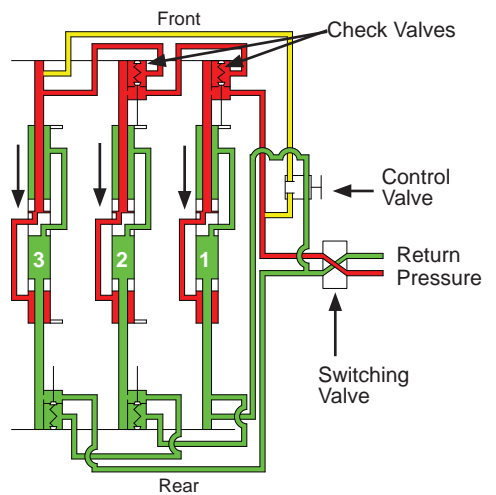 Front
Check Valves
Control
Valve
3
2
1
Return
Pressure
Switching
Valve
Rear